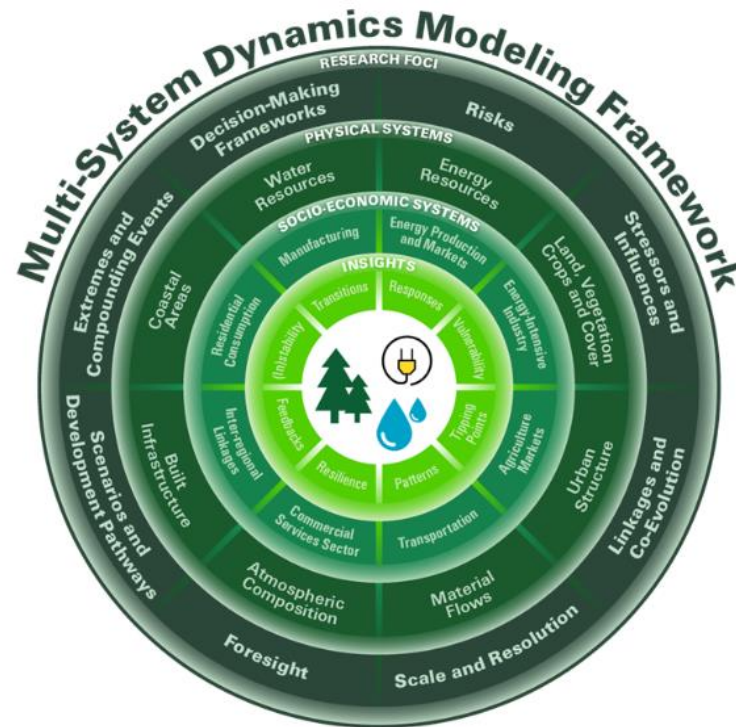 Multi-System Dynamics Modeling Framework
RESEARCH FOCI
Decision-Making
Frameworks
Risks
Stressors and
Influences
Linkages and
Co-Evolution
Scale and Resolution
Foresight
Scenarios and
Development Pathways
Extremes and
Compounding Events
PHYSICAL SYSTEMS
Water
Resources
Energy
Resources
Land, Vegetation
Crops and Cover
Urban
Structure
Material
Flows
Atmospheric
Composition
Built
Infrastructure
Coastal
Areas
SOCIO-ECONOMIC SYSTEMS
Manufacturing
Energy Production
and Markets
Energy-Intensive
Industry
Agriculture
Markets
Transportation
Commercial
Services Sector
Inter-regional
Linkages
Residential
Consumption
INSIGHTS
Transitions
Responses
Vulnerability
Tipping
Points
Patterns
Resilience
Feedbacks
(In)stability